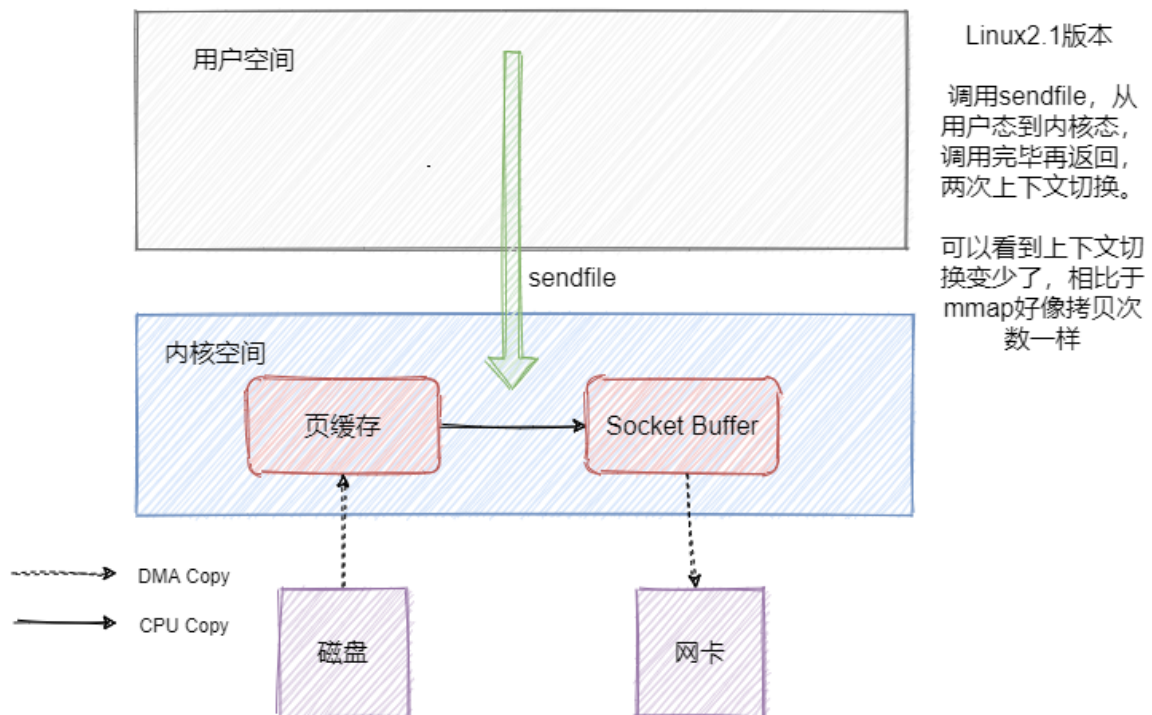 用户空间
Linux2.1版本
调用sendfile，从
用户态到内核态，
调用完毕再返回，
两次上下文切换。
可以看到上下文切
换变少了，相比于
mmap好像拷贝次
数一样
sendfile
内核空间
页缓存
Socket Buffer
DMA Copy
CPU Copy
磁盘
网卡